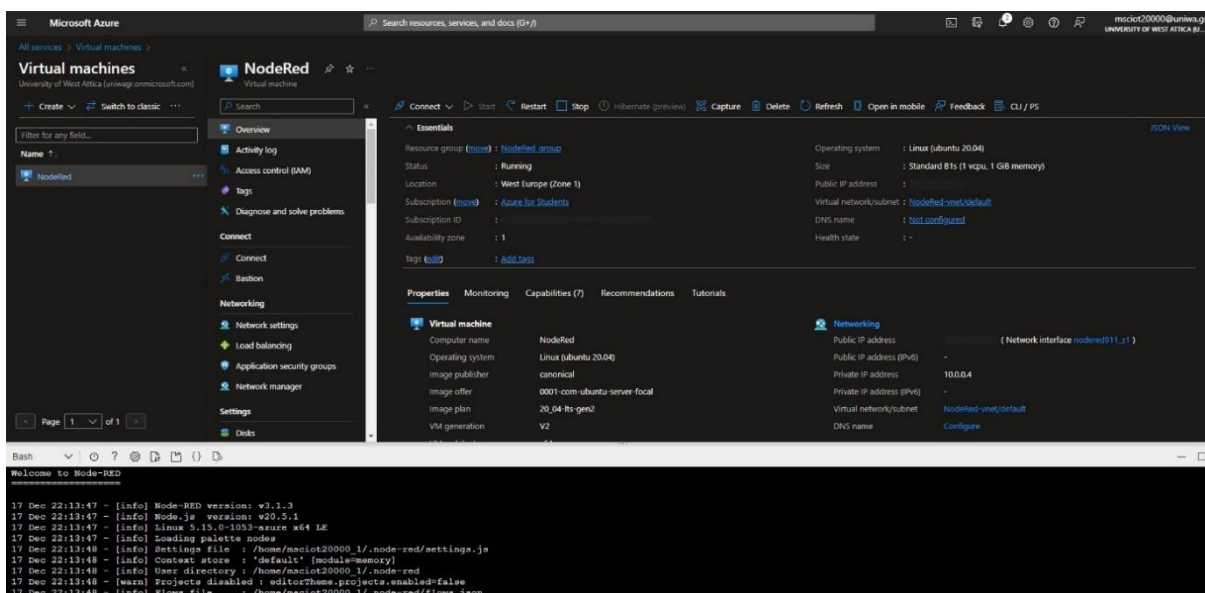 Microsoft Azure
Search resources, services, and docs (G+/)
msciot20000@uniwa.g
UNIVERSITY OF WEST ATTICA (U...
All services > Virtual machines >
Virtual machines
University of West Attica (uniwagr.onmicrosoft.com)
+ Create Switch to classic ...
Filter for any field...
Name ↑
NodeRed ...
Page 1 of 1
NodeRed
Virtual machine
Search
Overview
Activity log
Access control (IAM)
Tags
Diagnose and solve problems
Connect
Connect
Bastion
Networking
Network settings
Load balancing
Application security groups
Network manager
Settings
Disks
Connect Start Restart Stop Hibernate (preview) Capture Delete Refresh Open in mobile Feedback CLI / PS
Essentials
JSON View
Resource group (move) : NodeRed_group
Status : Running
Location : West Europe (Zone 1)
Subscription (move) : Azure for Students
Subscription ID :
Availability zone : 1
Tags (edit) : Add tags
Operating system : Linux (ubuntu 20.04)
Size : Standard B1s (1 vcpu, 1 GiB memory)
Public IP address :
Virtual network/subnet : NodeRed-vnet/default
DNS name : Not configured
Health state : -
Properties Monitoring Capabilities (7) Recommendations Tutorials
Virtual machine
Computer name NodeRed
Operating system Linux (ubuntu 20.04)
Image publisher canonical
Image offer 0001-com-ubuntu-server-focal
Image plan 20_04-lts-gen2
VM generation V2
Networking
Public IP address ( Network interface nodered911_z1 )
Public IP address (IPv6) -
Private IP address 10.0.0.4
Private IP address (IPv6) -
Virtual network/subnet NodeRed-vnet/default
DNS name Configure
Bash
Welcome to Node-RED
===================
17 Dec 22:13:47 - [info] Node-RED version: v3.1.3
17 Dec 22:13:47 - [info] Node.js version: v20.5.1
17 Dec 22:13:47 - [info] Linux 5.15.0-1053-azure x64 LE
17 Dec 22:13:47 - [info] Loading palette nodes
17 Dec 22:13:48 - [info] Settings file : /home/msciot20000_1/.node-red/settings.js
17 Dec 22:13:48 - [info] Context store : 'default' [module=memory]
17 Dec 22:13:48 - [info] User directory : /home/msciot20000_1/.node-red
17 Dec 22:13:48 - [warn] Projects disabled : editorTheme.projects.enabled=false
17 Dec 22:13:48 - [info] Flows file : /home/msciot20000_1/.node-red/flows.json